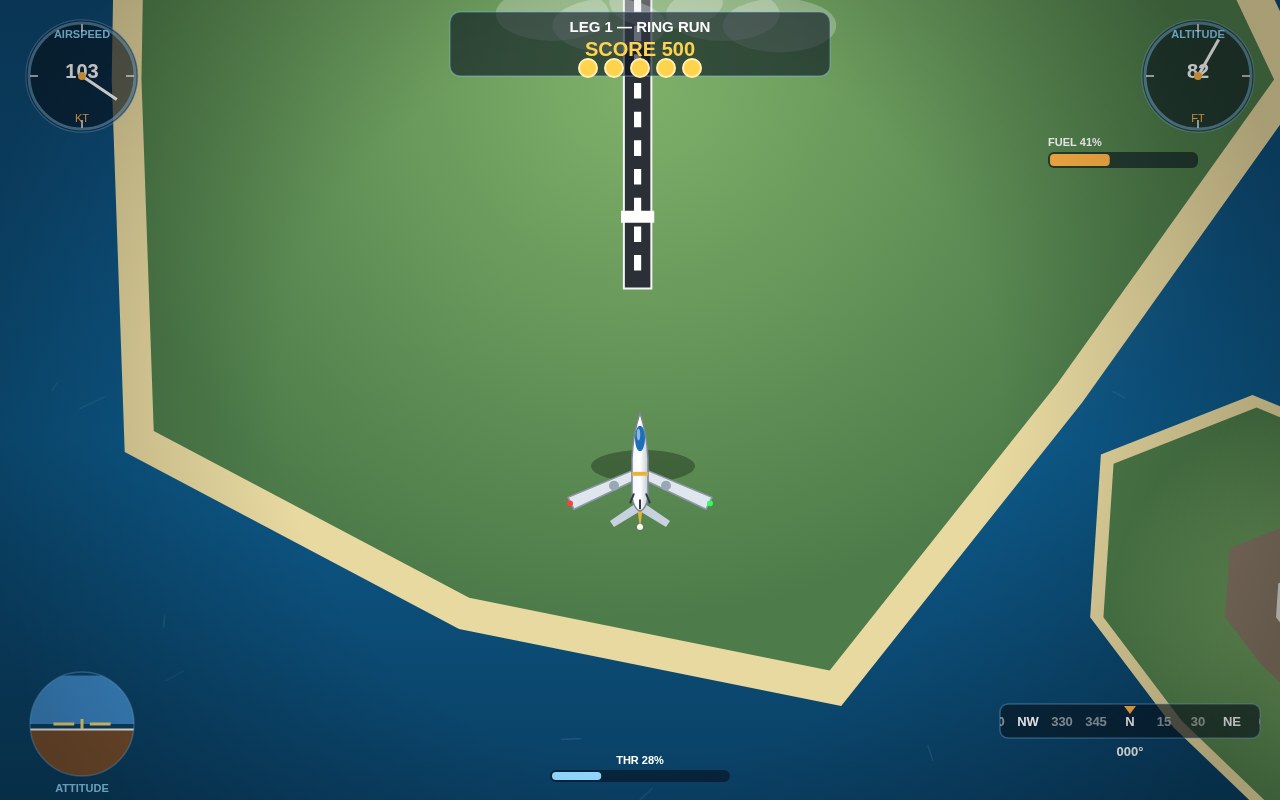 LEG 1 — RING RUN
SCORE 500
AIRSPEED
103
KT
ALTITUDE
82
FT
FUEL 41%
NW 330 345 N 15 30 NE
000°
THR 28%
ATTITUDE